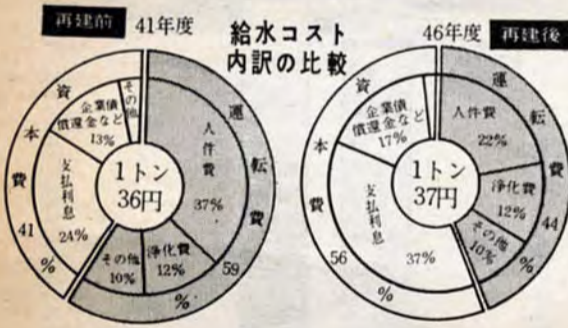 再建前 41年度
給水コスト
内訳の比較
46年度 再建後
資本費 41%
運転費 59%
その他
企業債
償還金など
13%
支払利息
24%
人件費
37%
浄化費
12%
その他
10%
1トン
36円
資本費 56%
運転費 44%
企業債
償還金など
17%
支払利息
37%
人件費
22%
浄化費
12%
その他
10%
1トン
37円